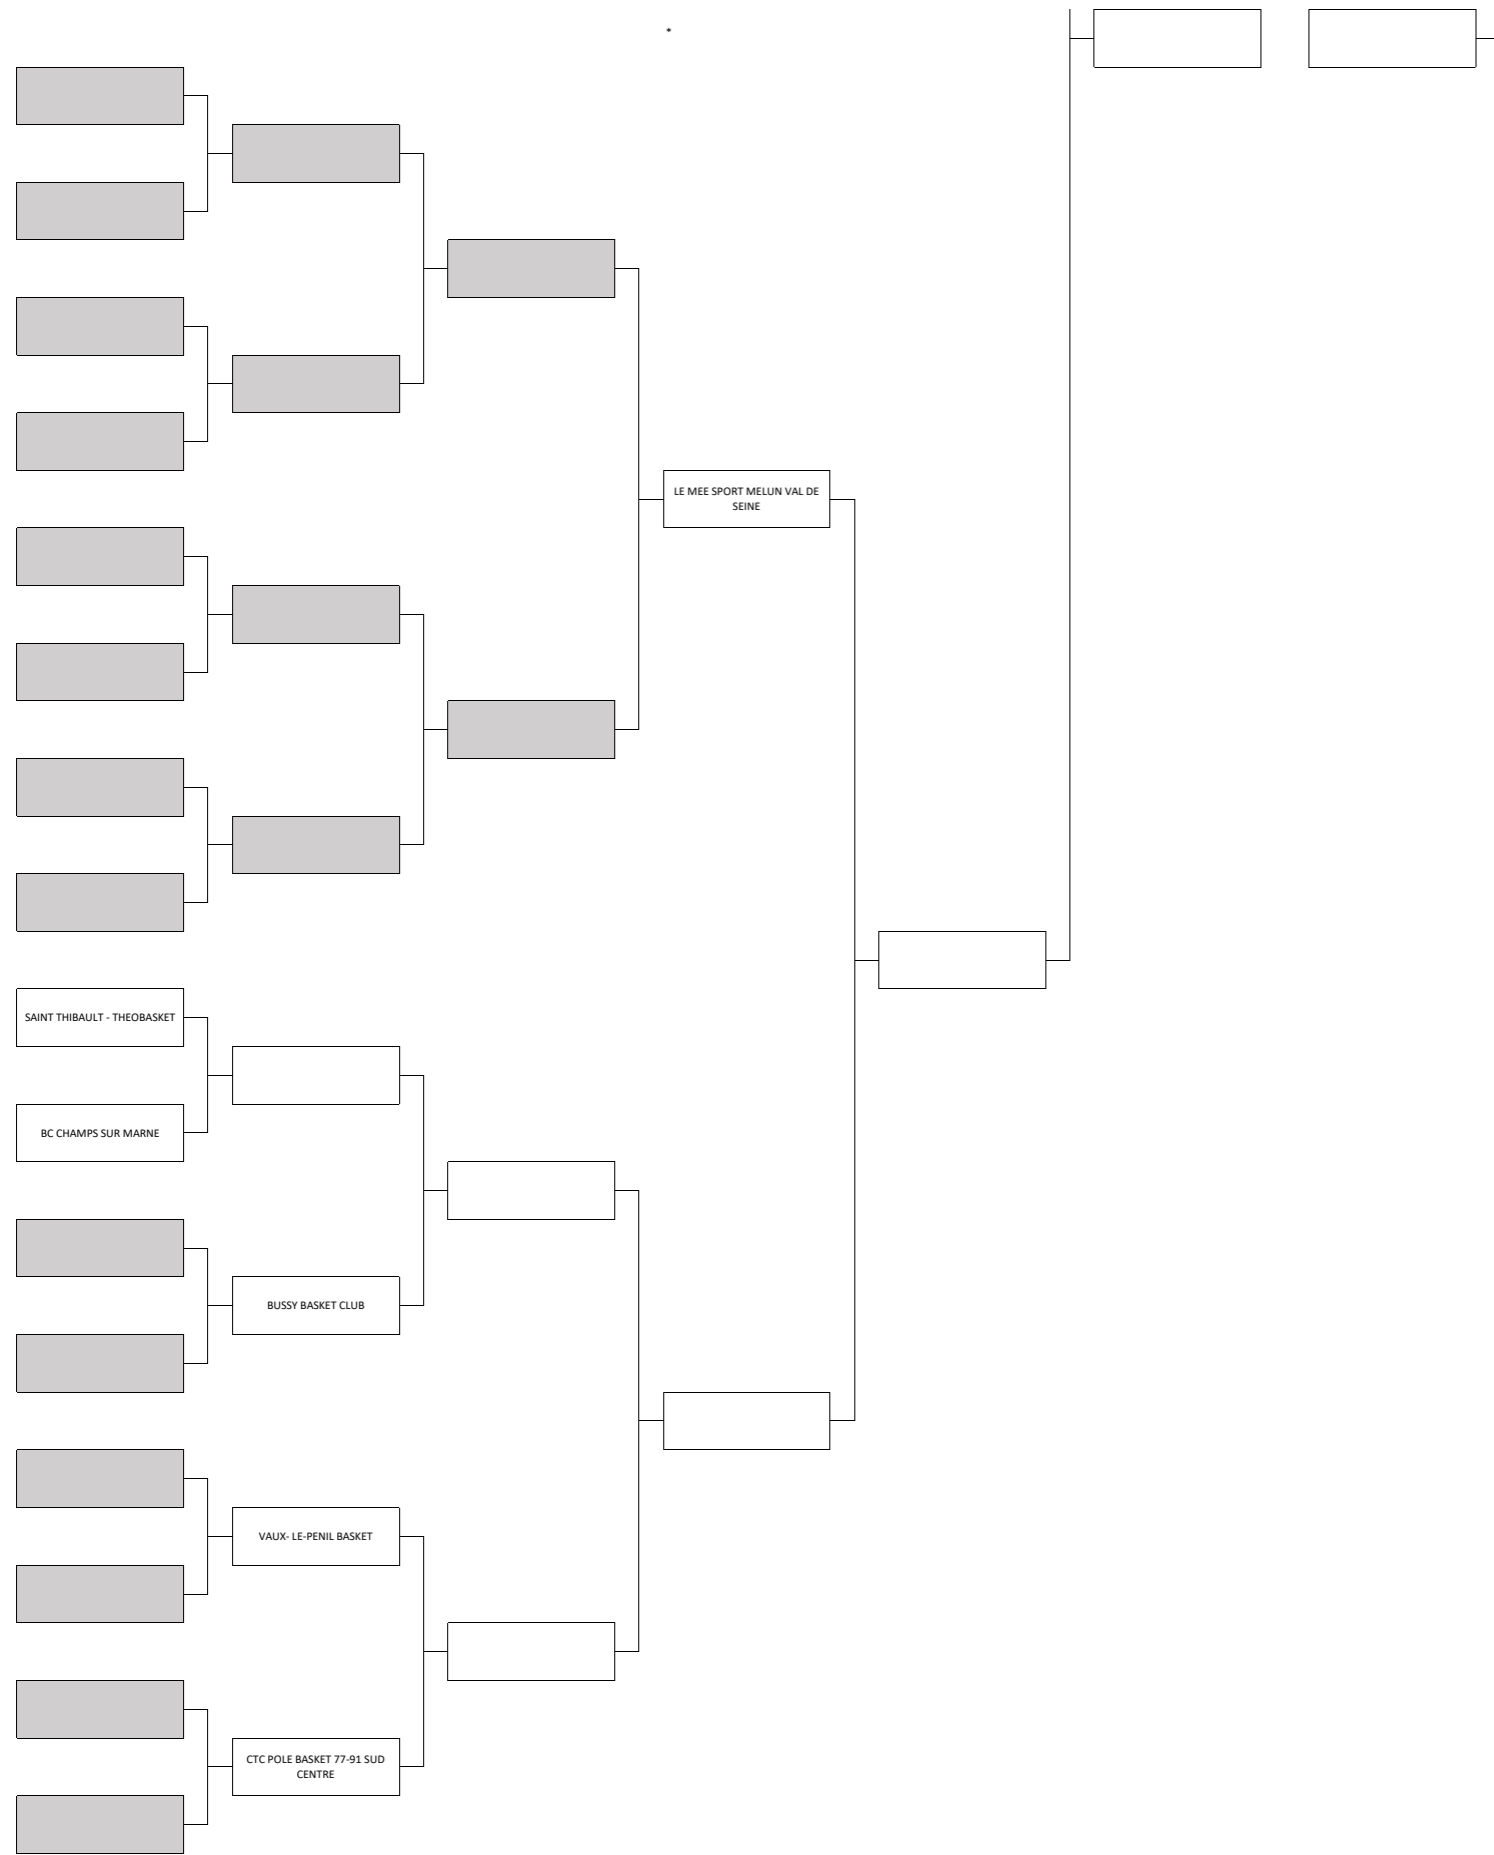 *
LE MEE SPORT MELUN VAL DE
SEINE
SAINT THIBAULT - THEOBASKET
BC CHAMPS SUR MARNE
BUSSY BASKET CLUB
VAUX- LE-PENIL BASKET
CTC POLE BASKET 77-91 SUD
CENTRE